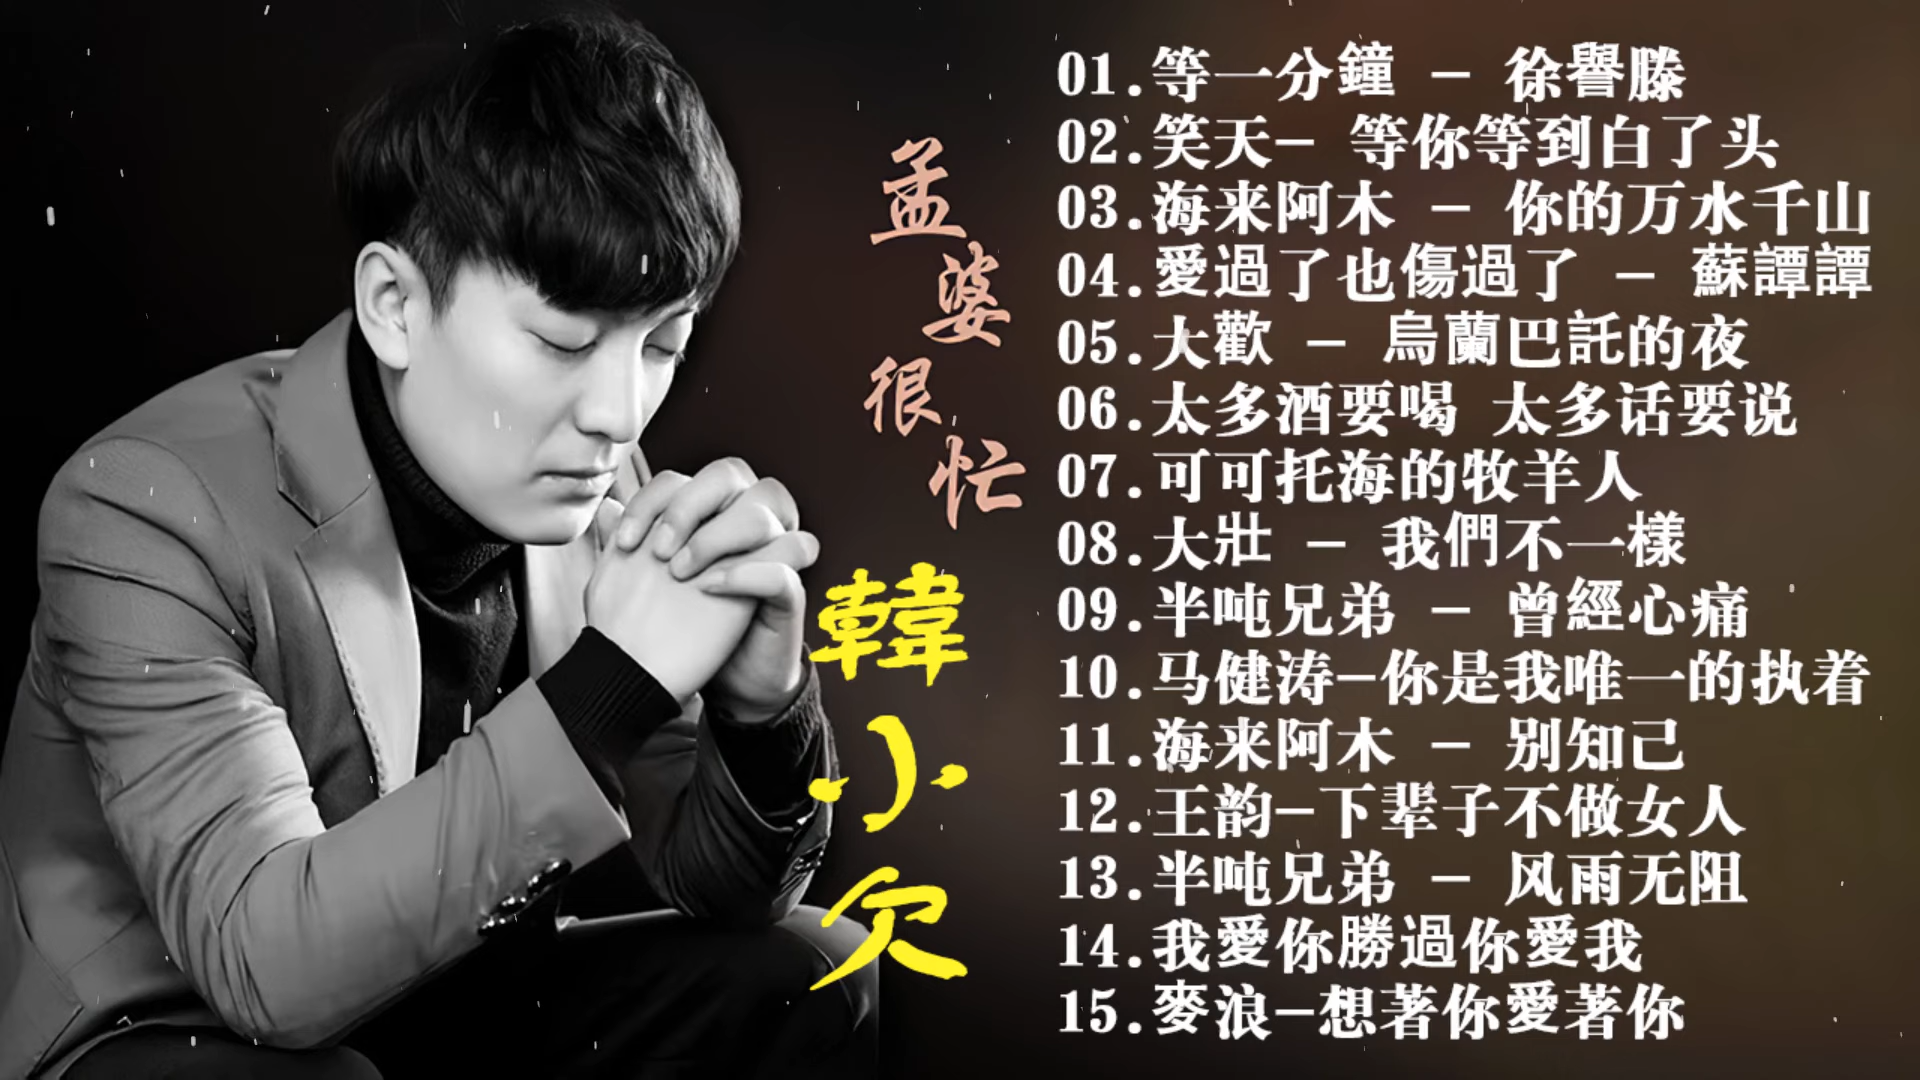 孟婆很忙
韓小欠
01.等一分鐘 - 徐譽滕
02.笑天- 等你等到白了头
03.海来阿木 - 你的万水千山
04.愛過了也傷過了 - 蘇譚譚
05.大歡 - 烏蘭巴託的夜
06.太多酒要喝 太多话要说
07.可可托海的牧羊人
08.大壯 - 我們不一樣
09.半吨兄弟 - 曾經心痛
10.马健涛-你是我唯一的执着
11.海来阿木 - 别知己
12.王韵-下辈子不做女人
13.半吨兄弟 - 风雨无阻
14.我愛你勝過你愛我
15.麥浪-想著你愛著你